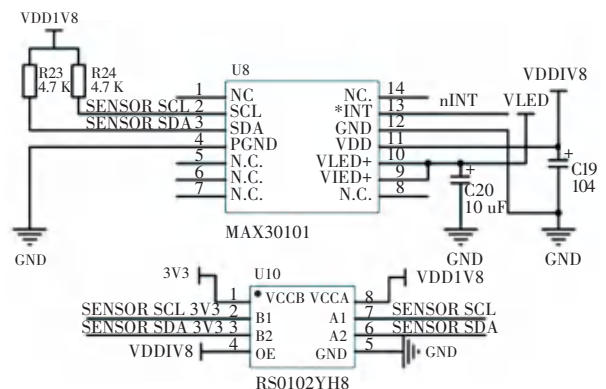 VDD1V8
R23
4.7 K
R24
4.7 K
U8
1 NC
NC. 14
SENSOR SCL 2 SCL
*INT 13 nINT
SENSOR SDA 3 SDA
GND 12
4 PGND
VDD 11
5 N.C.
VLED+ 10
6 N.C.
VIED+ 9
7 N.C.
N.C. 8
MAX30101
VLED
VDDIV8
C19
104
C20
10 uF
GND
GND
GND
3V3
U10
VDD1V8
1 VCCB VCCA 8
SENSOR SCL 3V3 2 B1
A1 7 SENSOR SCL
SENSOR SDA 3V3 3 B2
A2 6 SENSOR SDA
VDDIV8 4 OE
GND 5 GND
RS0102YH8